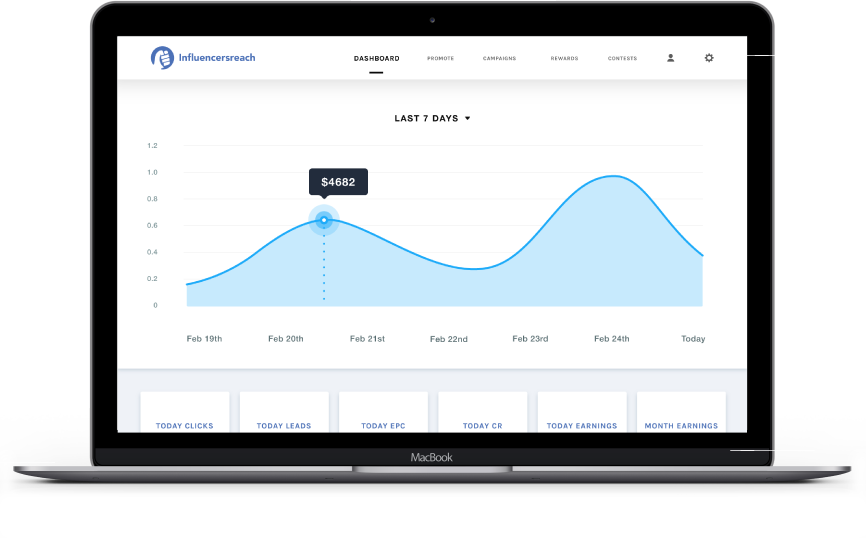 Influencersreach
DASHBOARD PROMOTE CAMPAIGNS REWARDS CONTESTS
LAST 7 DAYS
1.2
1.0
$4682
0.8
0.6
0.4
0.2
0
Feb 19th Feb 20th Feb 21st Feb 22nd Feb 23rd Feb 24th Today
TODAY CLICKS TODAY LEADS TODAY EPC TODAY CR TODAY EARNINGS MONTH EARNINGS
MacBook